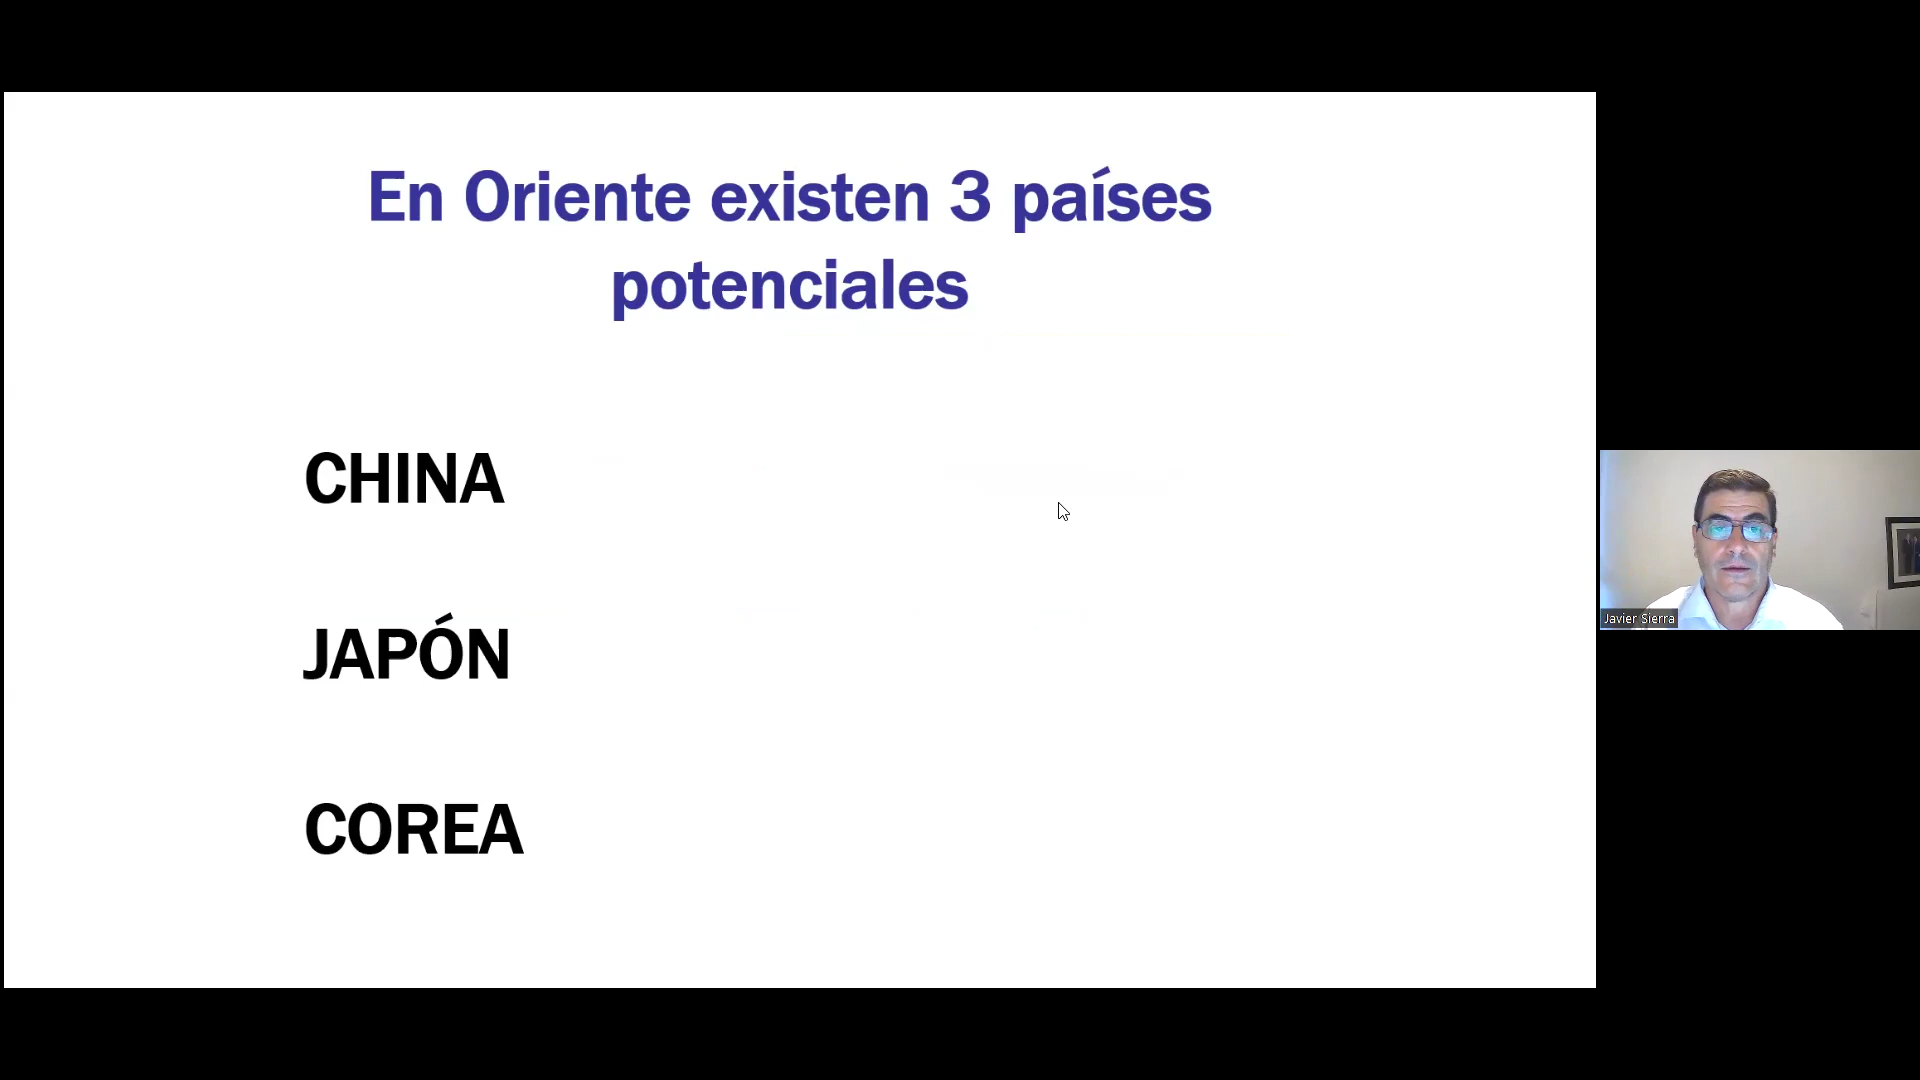 En Oriente existen 3 países
potenciales
CHINA
JAPÓN
COREA
Javier Sierra